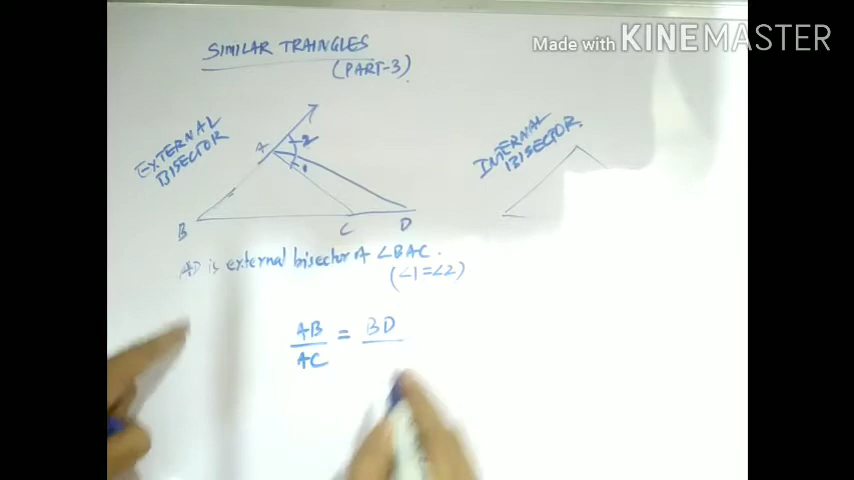 SIMILAR TRAINGLES
(PART-3)
Made with KINEMASTER
EXTERNAL
BISECTOR
INTERNAL
BISECTOR.
A
2
1
B
C
D
AD is external bisector A ∠BAC.
(∠1=∠2)
AB = BD
AC